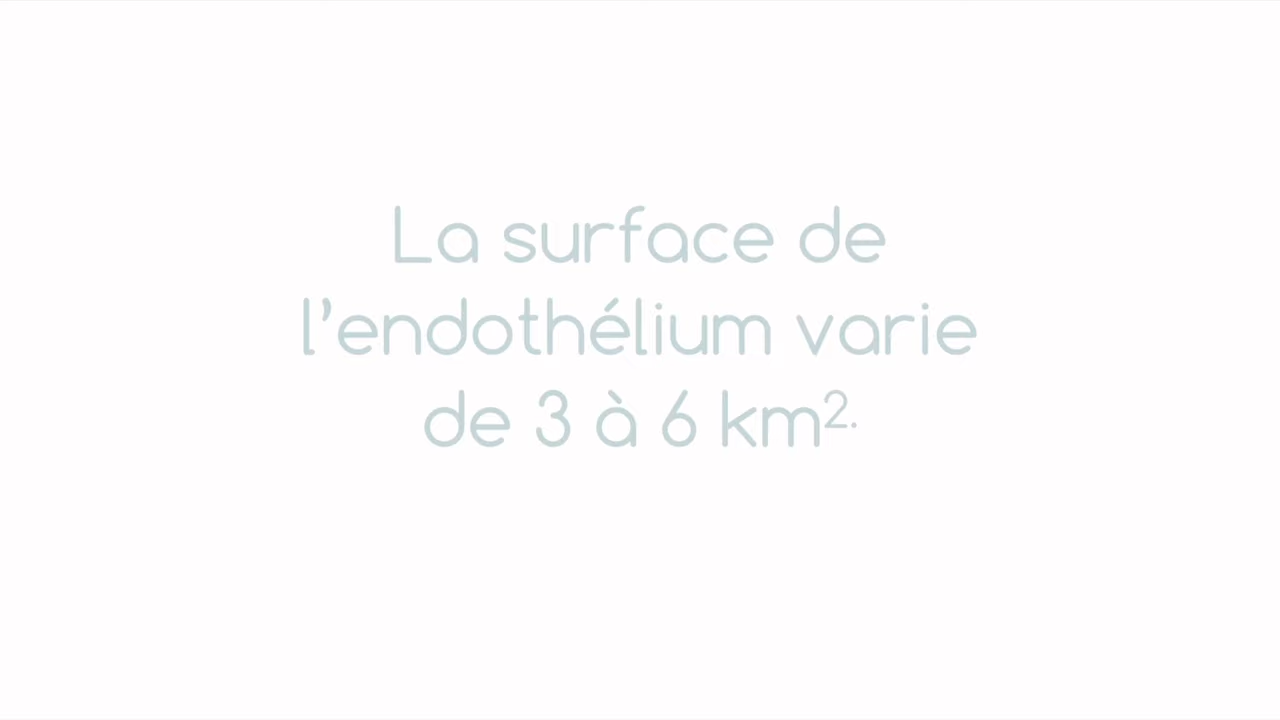 La surface de
l'endothélium varie
de 3 à 6 km².